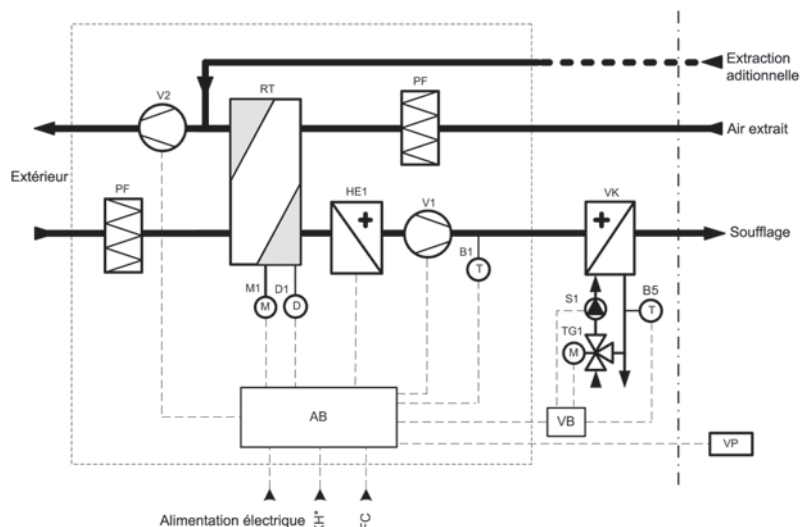 Extraction
aditionnelle
V2
RT
PF
Air extrait
Extérieur
PF
HE1
V1
VK
Soufflage
B1
T
M1
D1
M
D
S1
B5
T
TG1
M
AB
VB
VP
Alimentation électrique